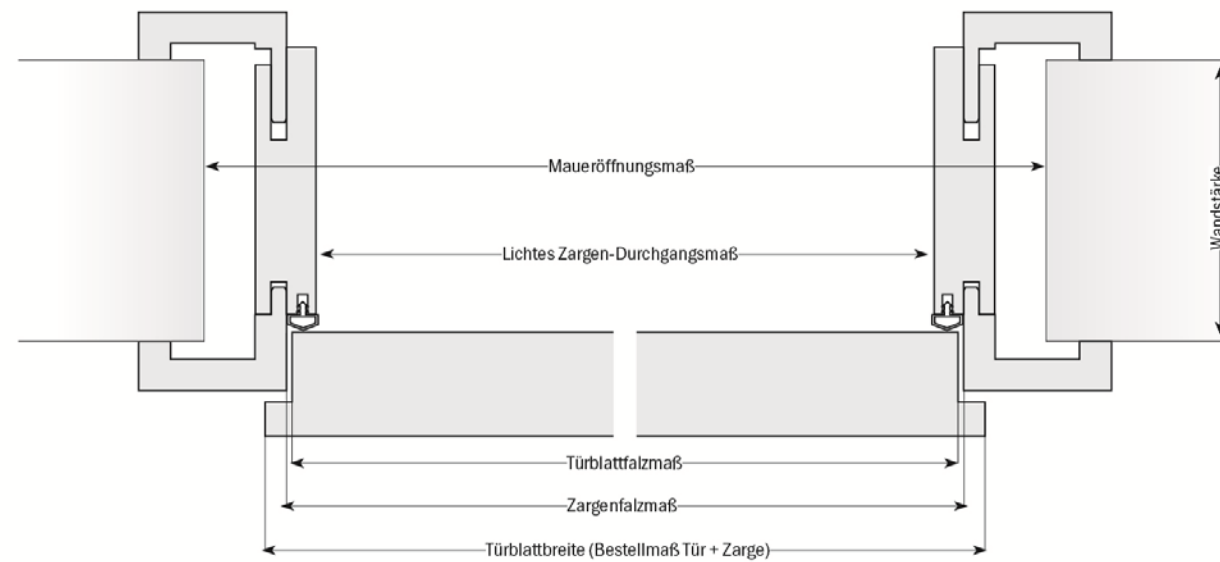 Maueröffnungsmaß
Wandstärke
Lichtes Zargen-Durchgangsmaß
Türblattfalzmaß
Zargenfalzmaß
Türblattbreite (Bestellmaß Tür + Zarge)